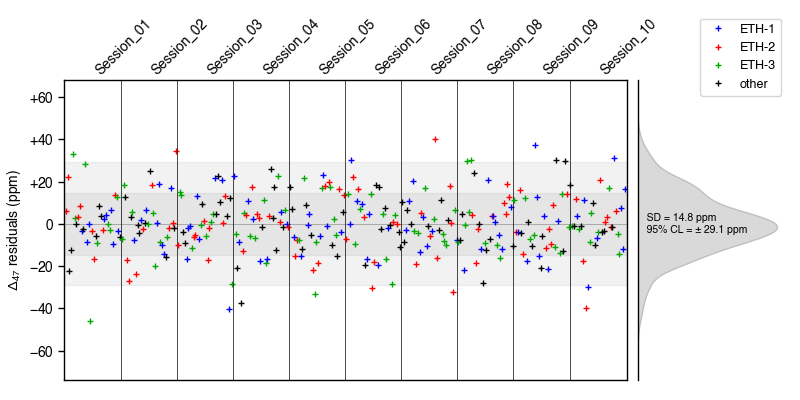 Session_01
Session_02
Session_03
Session_04
Session_05
Session_06
Session_07
Session_08
Session_09
Session_10
ETH-1
ETH-2
ETH-3
other
+60
+40
+20
0
−20
−40
−60
Δ47 residuals (ppm)
SD = 14.8 ppm
95% CL = ± 29.1 ppm